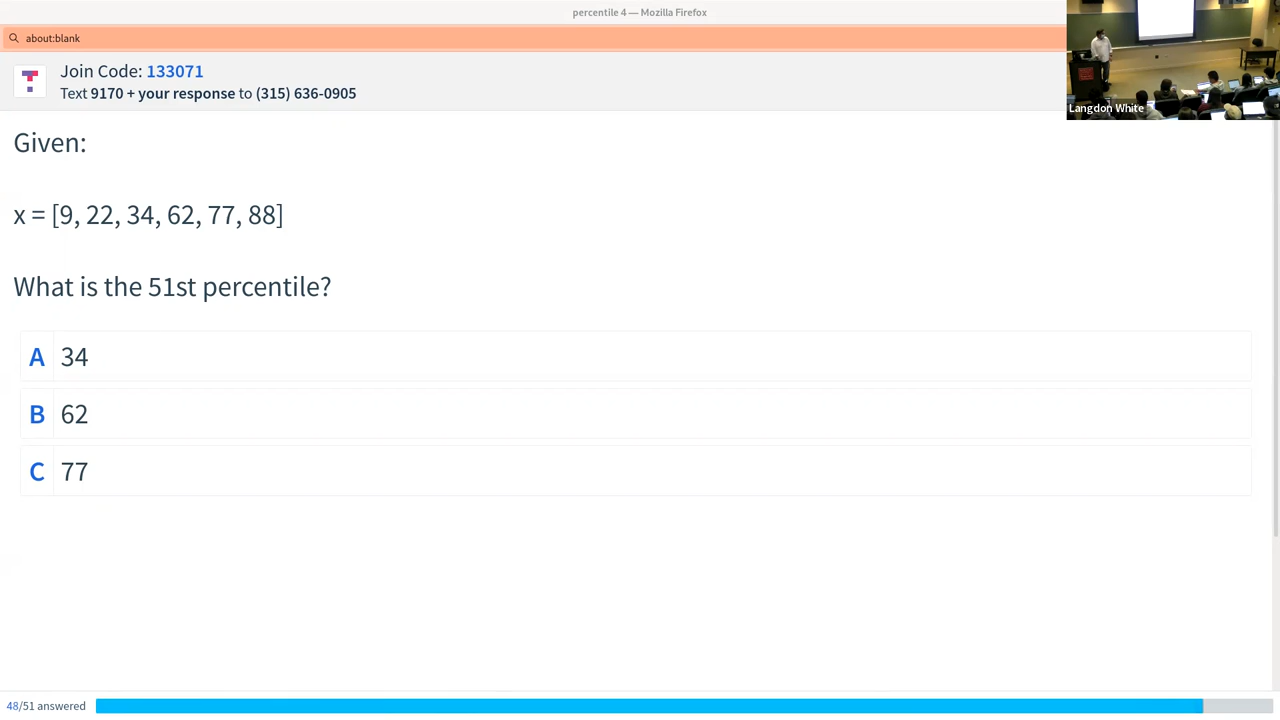 percentile 4 — Mozilla Firefox
about:blank
Join Code: 133071
Text 9170 + your response to (315) 636-0905
Langdon White
Given:
x = [9, 22, 34, 62, 77, 88]
What is the 51st percentile?
A 34
B 62
C 77
48/51 answered